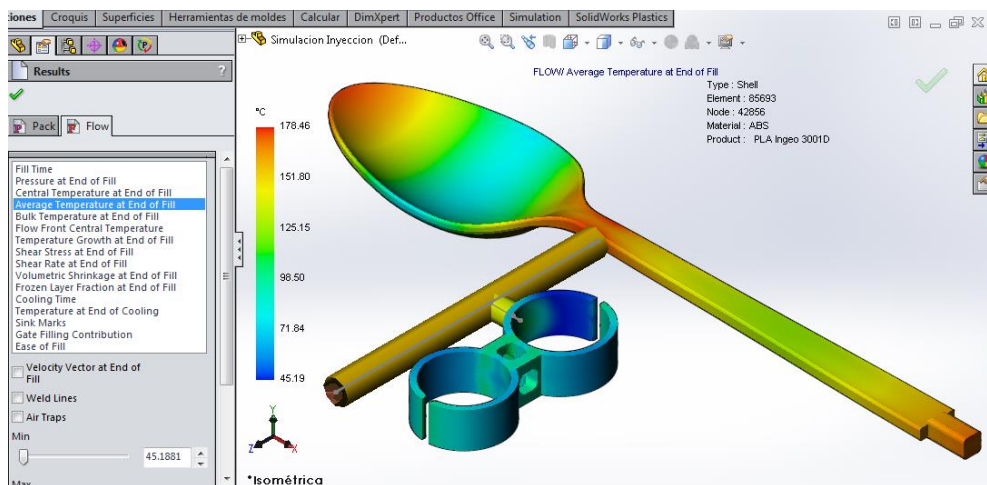 iones Croquis Superficies Herramientas de moldes Calcular DimXpert Productos Office Simulation SolidWorks Plastics
Simulacion Inyeccion (Def...
Results ?
Pack Flow
Fill Time
Pressure at End of Fill
Central Temperature at End of Fill
Average Temperature at End of Fill
Bulk Temperature at End of Fill
Flow Front Central Temperature
Temperature Growth at End of Fill
Shear Stress at End of Fill
Shear Rate at End of Fill
Volumetric Shrinkage at End of Fill
Frozen Layer Fraction at End of Fill
Cooling Time
Temperature at End of Cooling
Sink Marks
Gate Filling Contribution
Ease of Fill
Velocity Vector at End of
Fill
Weld Lines
Air Traps
Min
45.1881
Max
FLOW/ Average Temperature at End of Fill
Type : Shell
Element : 85693
Node : 42856
Material : ABS
Product : PLA Ingeo 3001D
°C
178.46
151.80
125.15
98.50
71.84
45.19
Y
Z
X
*Isométrica